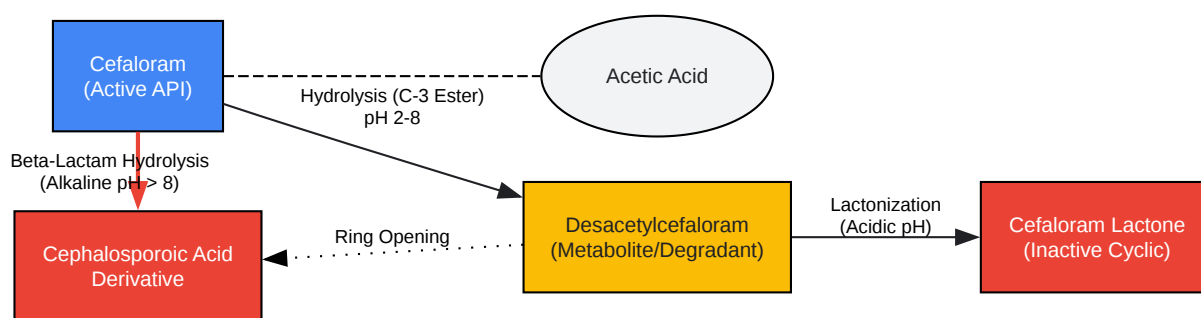 Cefaloram
(Active API)
Acetic Acid
Hydrolysis (C-3 Ester)
pH 2-8
Beta-Lactam Hydrolysis
(Alkaline pH > 8)
Cephalosporoic Acid
Derivative
Ring Opening
Desacetylcefaloram
(Metabolite/Degradant)
Lactonization
(Acidic pH)
Cefaloram Lactone
(Inactive Cyclic)